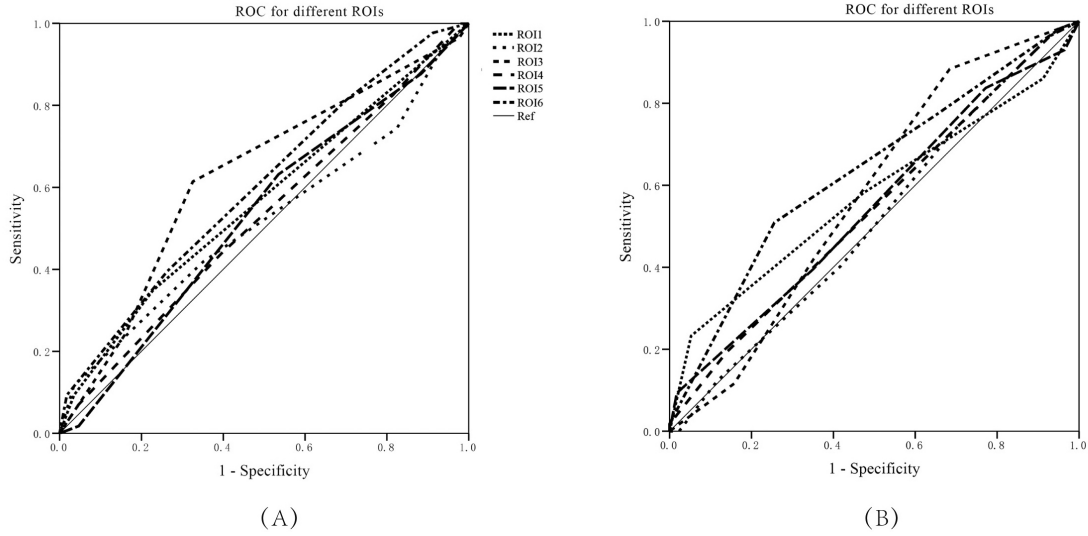 ROC for different ROIs
1.0
0.8
0.6
0.4
0.2
0.0
Sensitivity
0.0 0.2 0.4 0.6 0.8 1.0
1 - Specificity
ROI1
ROI2
ROI3
ROI4
ROI5
ROI6
Ref
(A)
ROC for different ROIs
1.0
0.8
0.6
0.4
0.2
0.0
Sensitivity
0.0 0.2 0.4 0.6 0.8 1.0
1 - Specificity
(B)